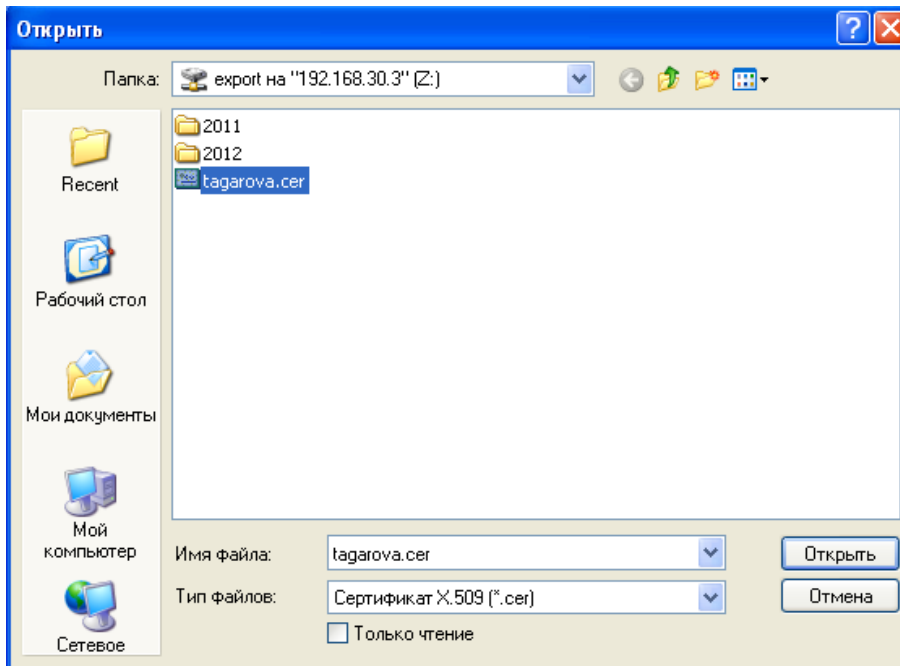 Открыть
Папка: export на "192.168.30.3" (Z:)
2011
2012
tagarova.cer
Recent
Рабочий стол
Мои документы
Мой
компьютер
Сетевое
Имя файла: tagarova.cer Открыть
Тип файлов: Сертификат X.509 (*.cer) Отмена
Только чтение